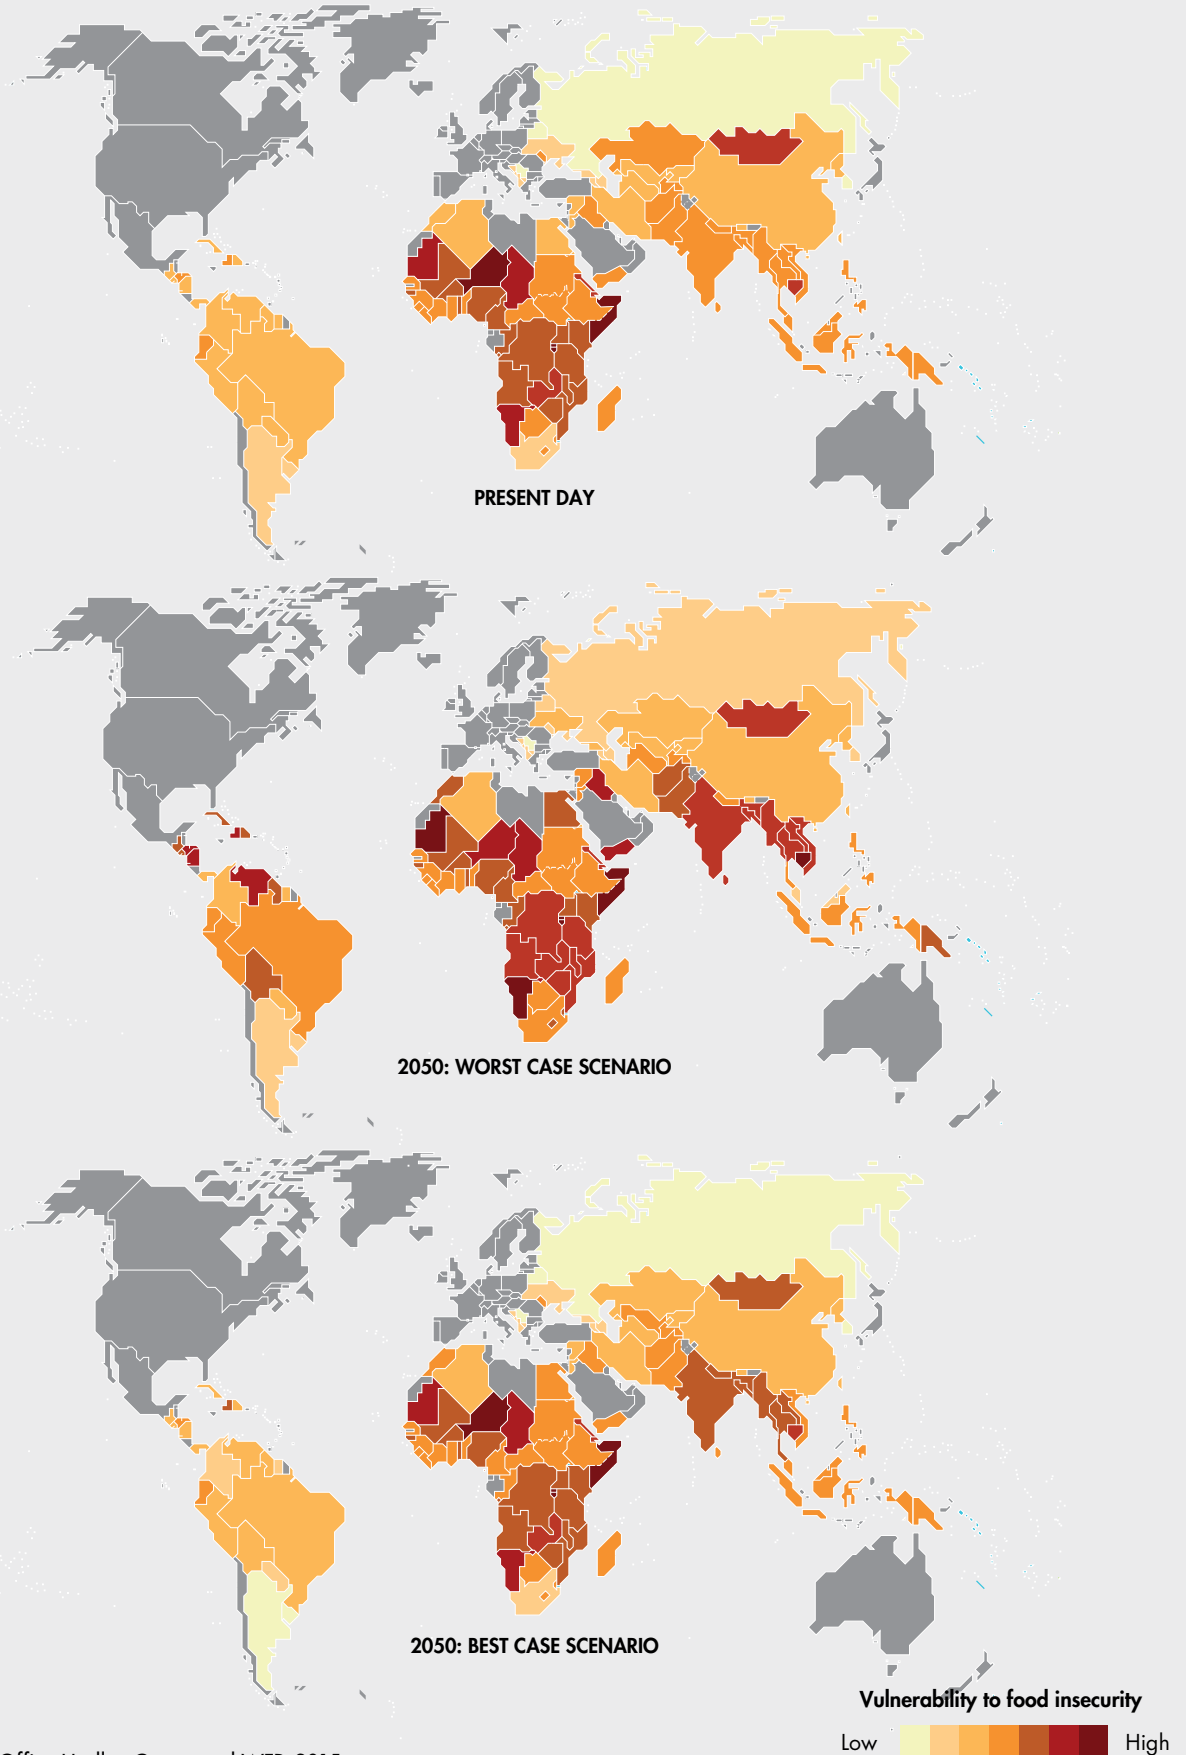 PRESENT DAY
2050: WORST CASE SCENARIO
2050: BEST CASE SCENARIO
Vulnerability to food insecurity
Low High